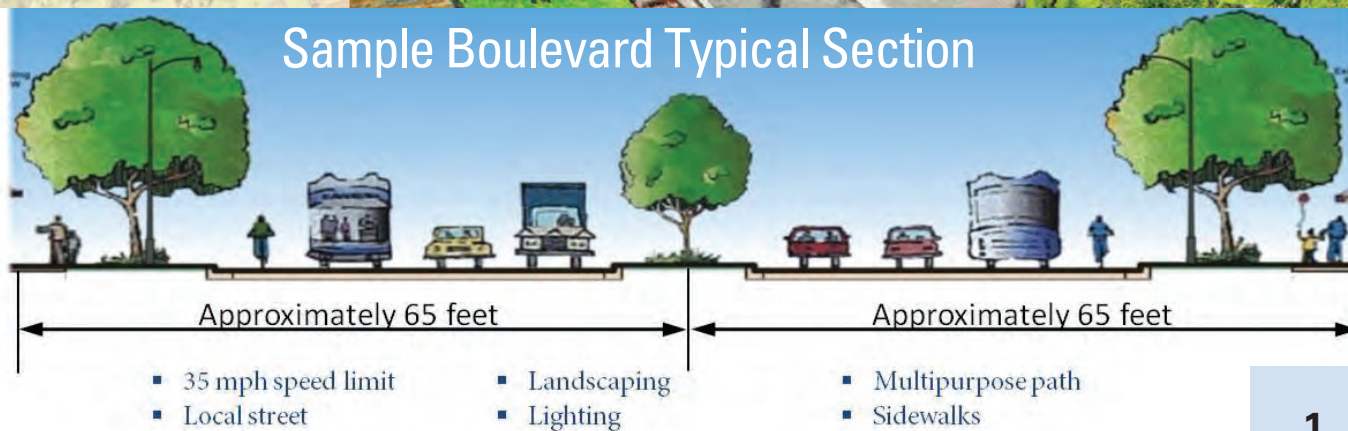 Sample Boulevard Typical Section
Approximately 65 feet
Approximately 65 feet
▪ 35 mph speed limit
▪ Local street
▪ Landscaping
▪ Lighting
▪ Multipurpose path
▪ Sidewalks
1